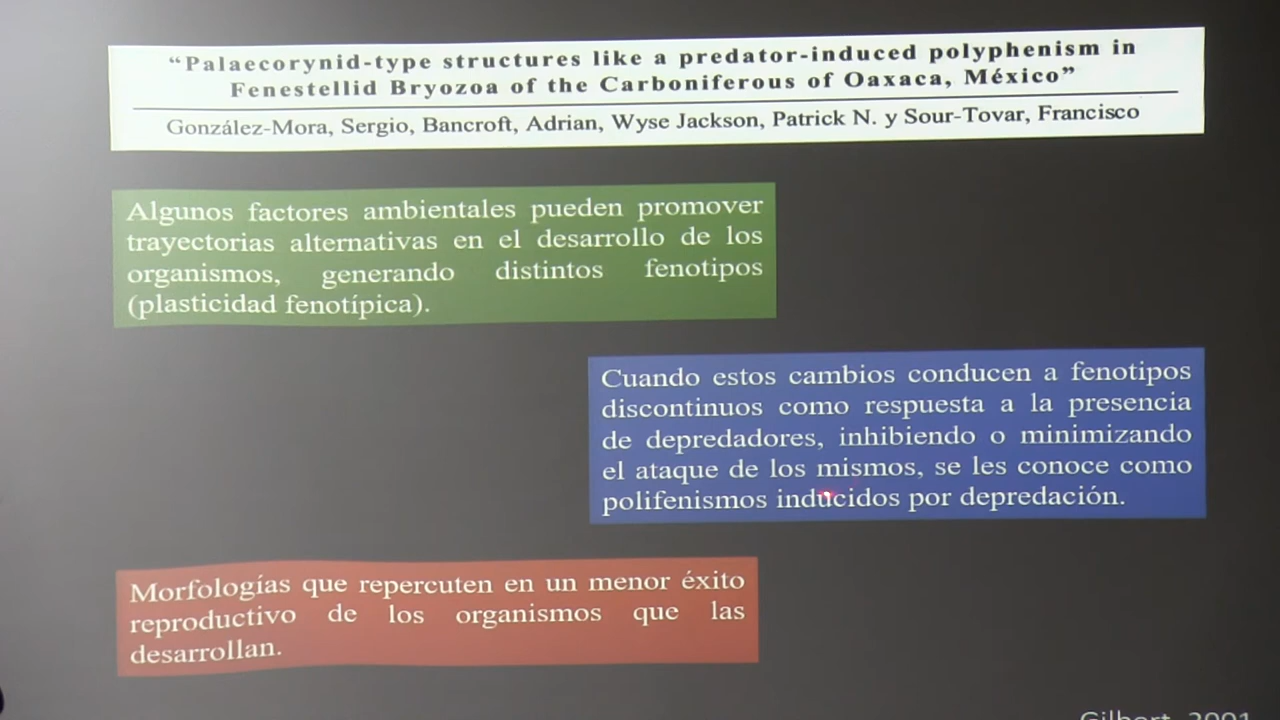 “Palaecorynid-type structures like a predator-induced polyphenism in
Fenestellid Bryozoa of the Carboniferous of Oaxaca, México”
González-Mora, Sergio, Bancroft, Adrian, Wyse Jackson, Patrick N. y Sour-Tovar, Francisco
Algunos factores ambientales pueden promover
trayectorias alternativas en el desarrollo de los
organismos, generando distintos fenotipos
(plasticidad fenotípica).
Cuando estos cambios conducen a fenotipos
discontinuos como respuesta a la presencia
de depredadores, inhibiendo o minimizando
el ataque de los mismos, se les conoce como
polifenismos inducidos por depredación.
Morfologías que repercuten en un menor éxito
reproductivo de los organismos que las
desarrollan.